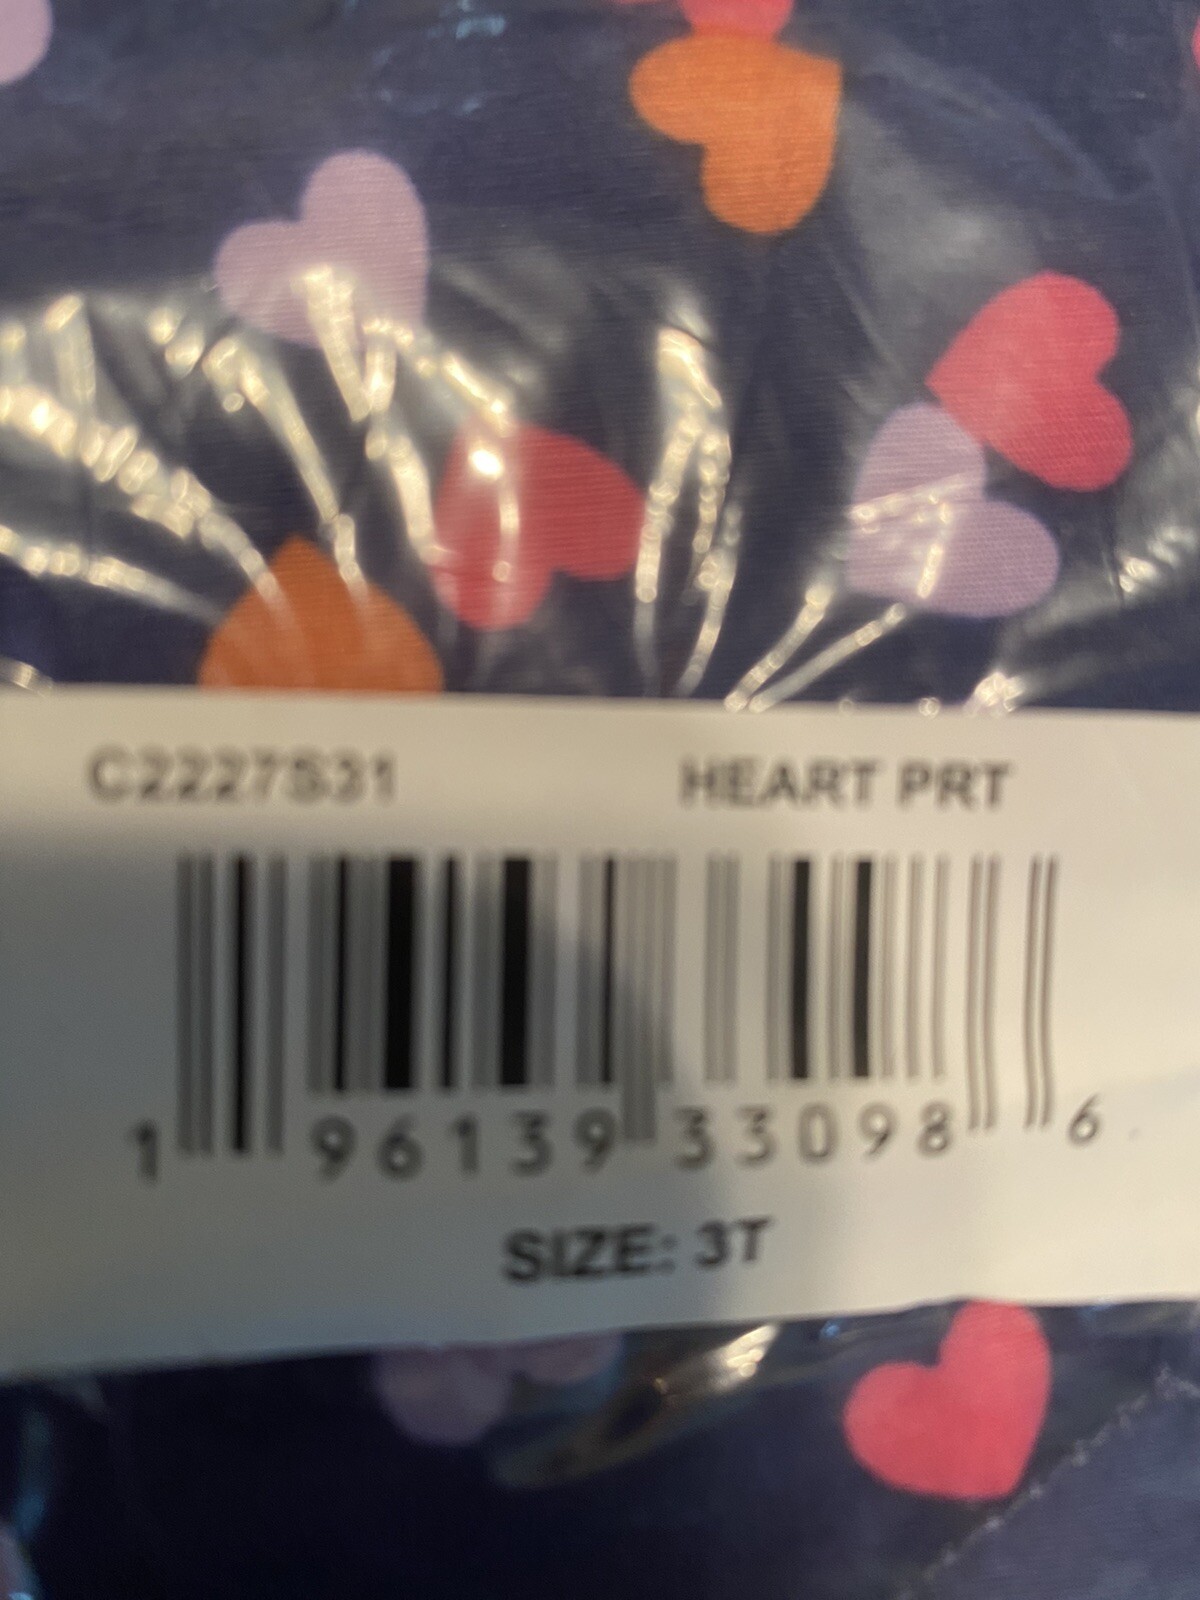 C2227S31 HEART PRT
1 96139 33098 6
SIZE: 3T